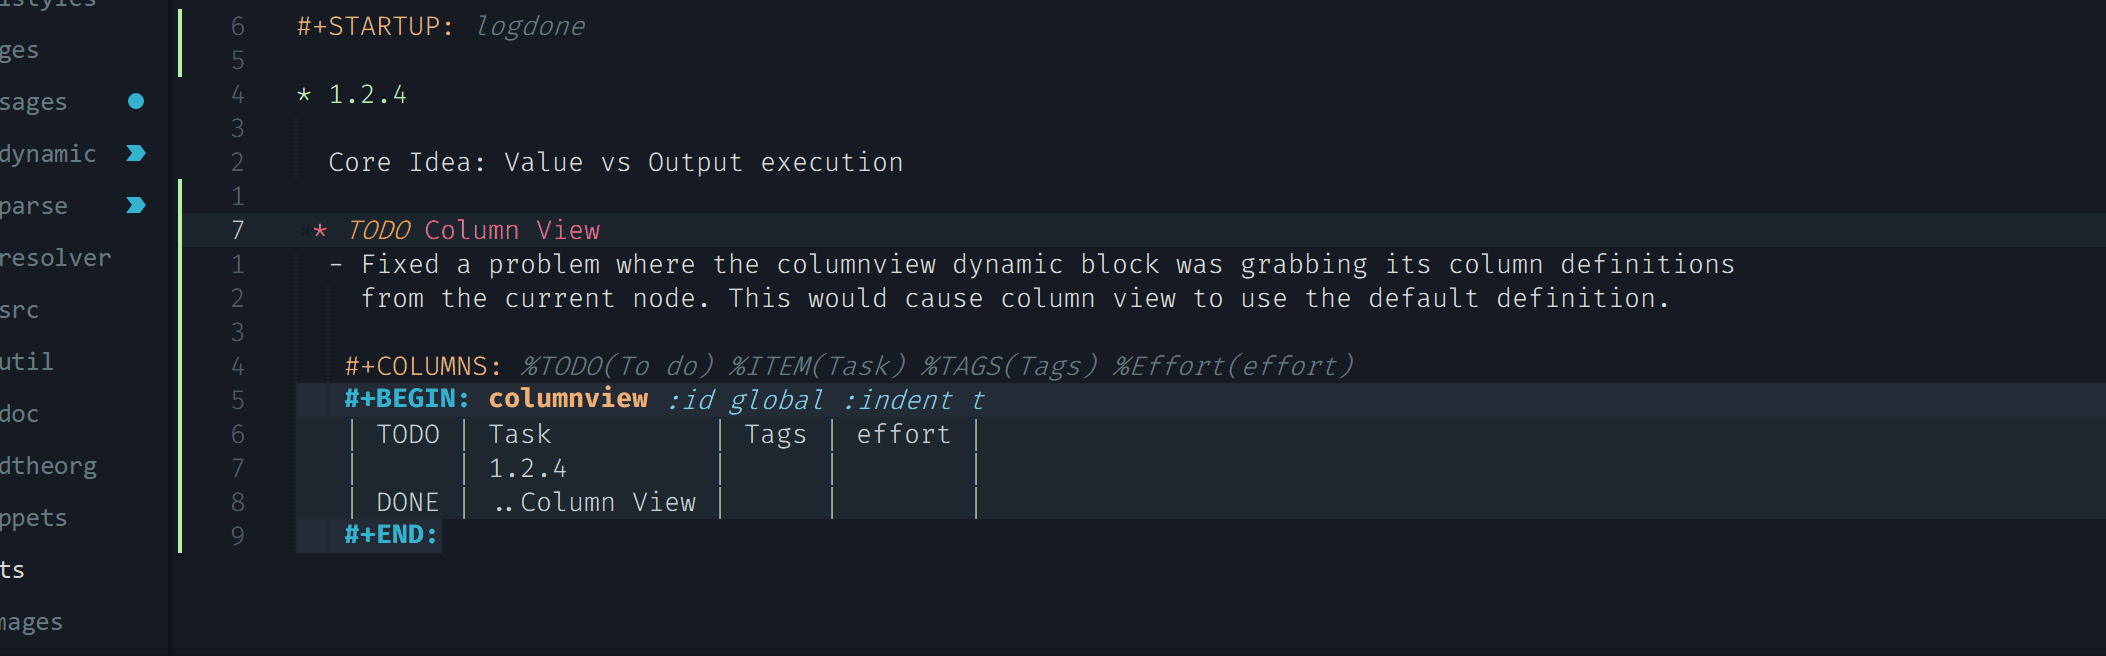 istyles
ges
sages
dynamic
parse
resolver
src
util
doc
dtheorg
ppets
ts
mages
6 #+STARTUP: logdone
5
4 * 1.2.4
3
2 Core Idea: Value vs Output execution
1
7 * TODO Column View
1 - Fixed a problem where the columnview dynamic block was grabbing its column definitions
2 from the current node. This would cause column view to use the default definition.
3
4 #+COLUMNS: %TODO(To do) %ITEM(Task) %TAGS(Tags) %Effort(effort)
5 #+BEGIN: columnview :id global :indent t
6 | TODO | Task | Tags | effort |
7 | | 1.2.4 | | |
8 | DONE | ..Column View | | |
9 #+END: